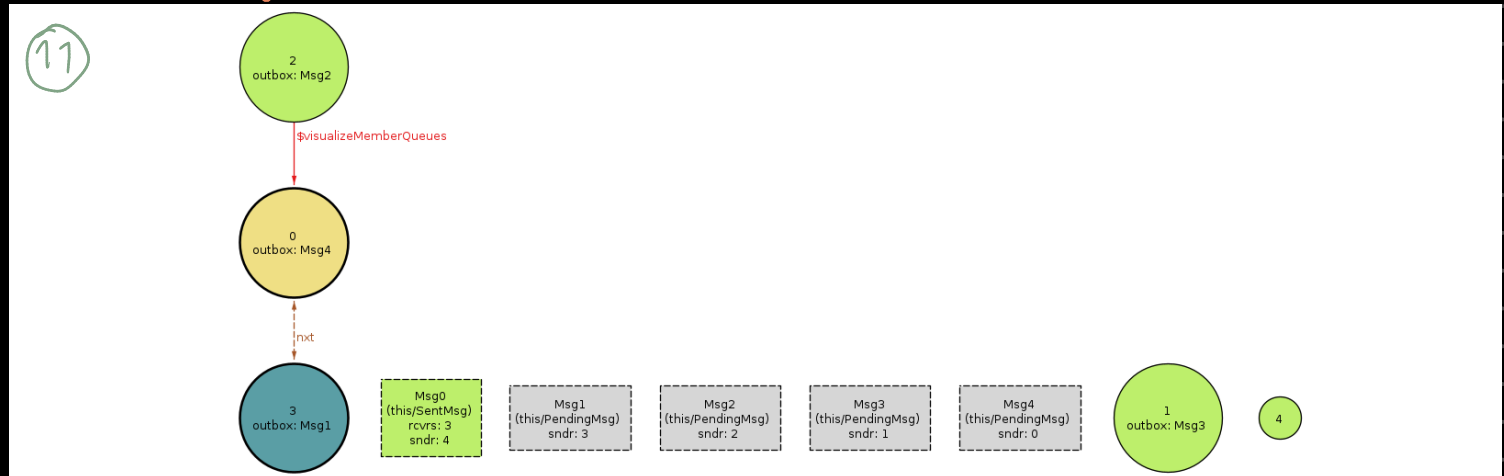 11
2
outbox: Msg2
$visualizeMemberQueues
0
outbox: Msg4
nxt
3
outbox: Msg1
Msg0
(this/SentMsg)
rcvrs: 3
sndr: 4
Msg1
(this/PendingMsg)
sndr: 3
Msg2
(this/PendingMsg)
sndr: 2
Msg3
(this/PendingMsg)
sndr: 1
Msg4
(this/PendingMsg)
sndr: 0
1
outbox: Msg3
4